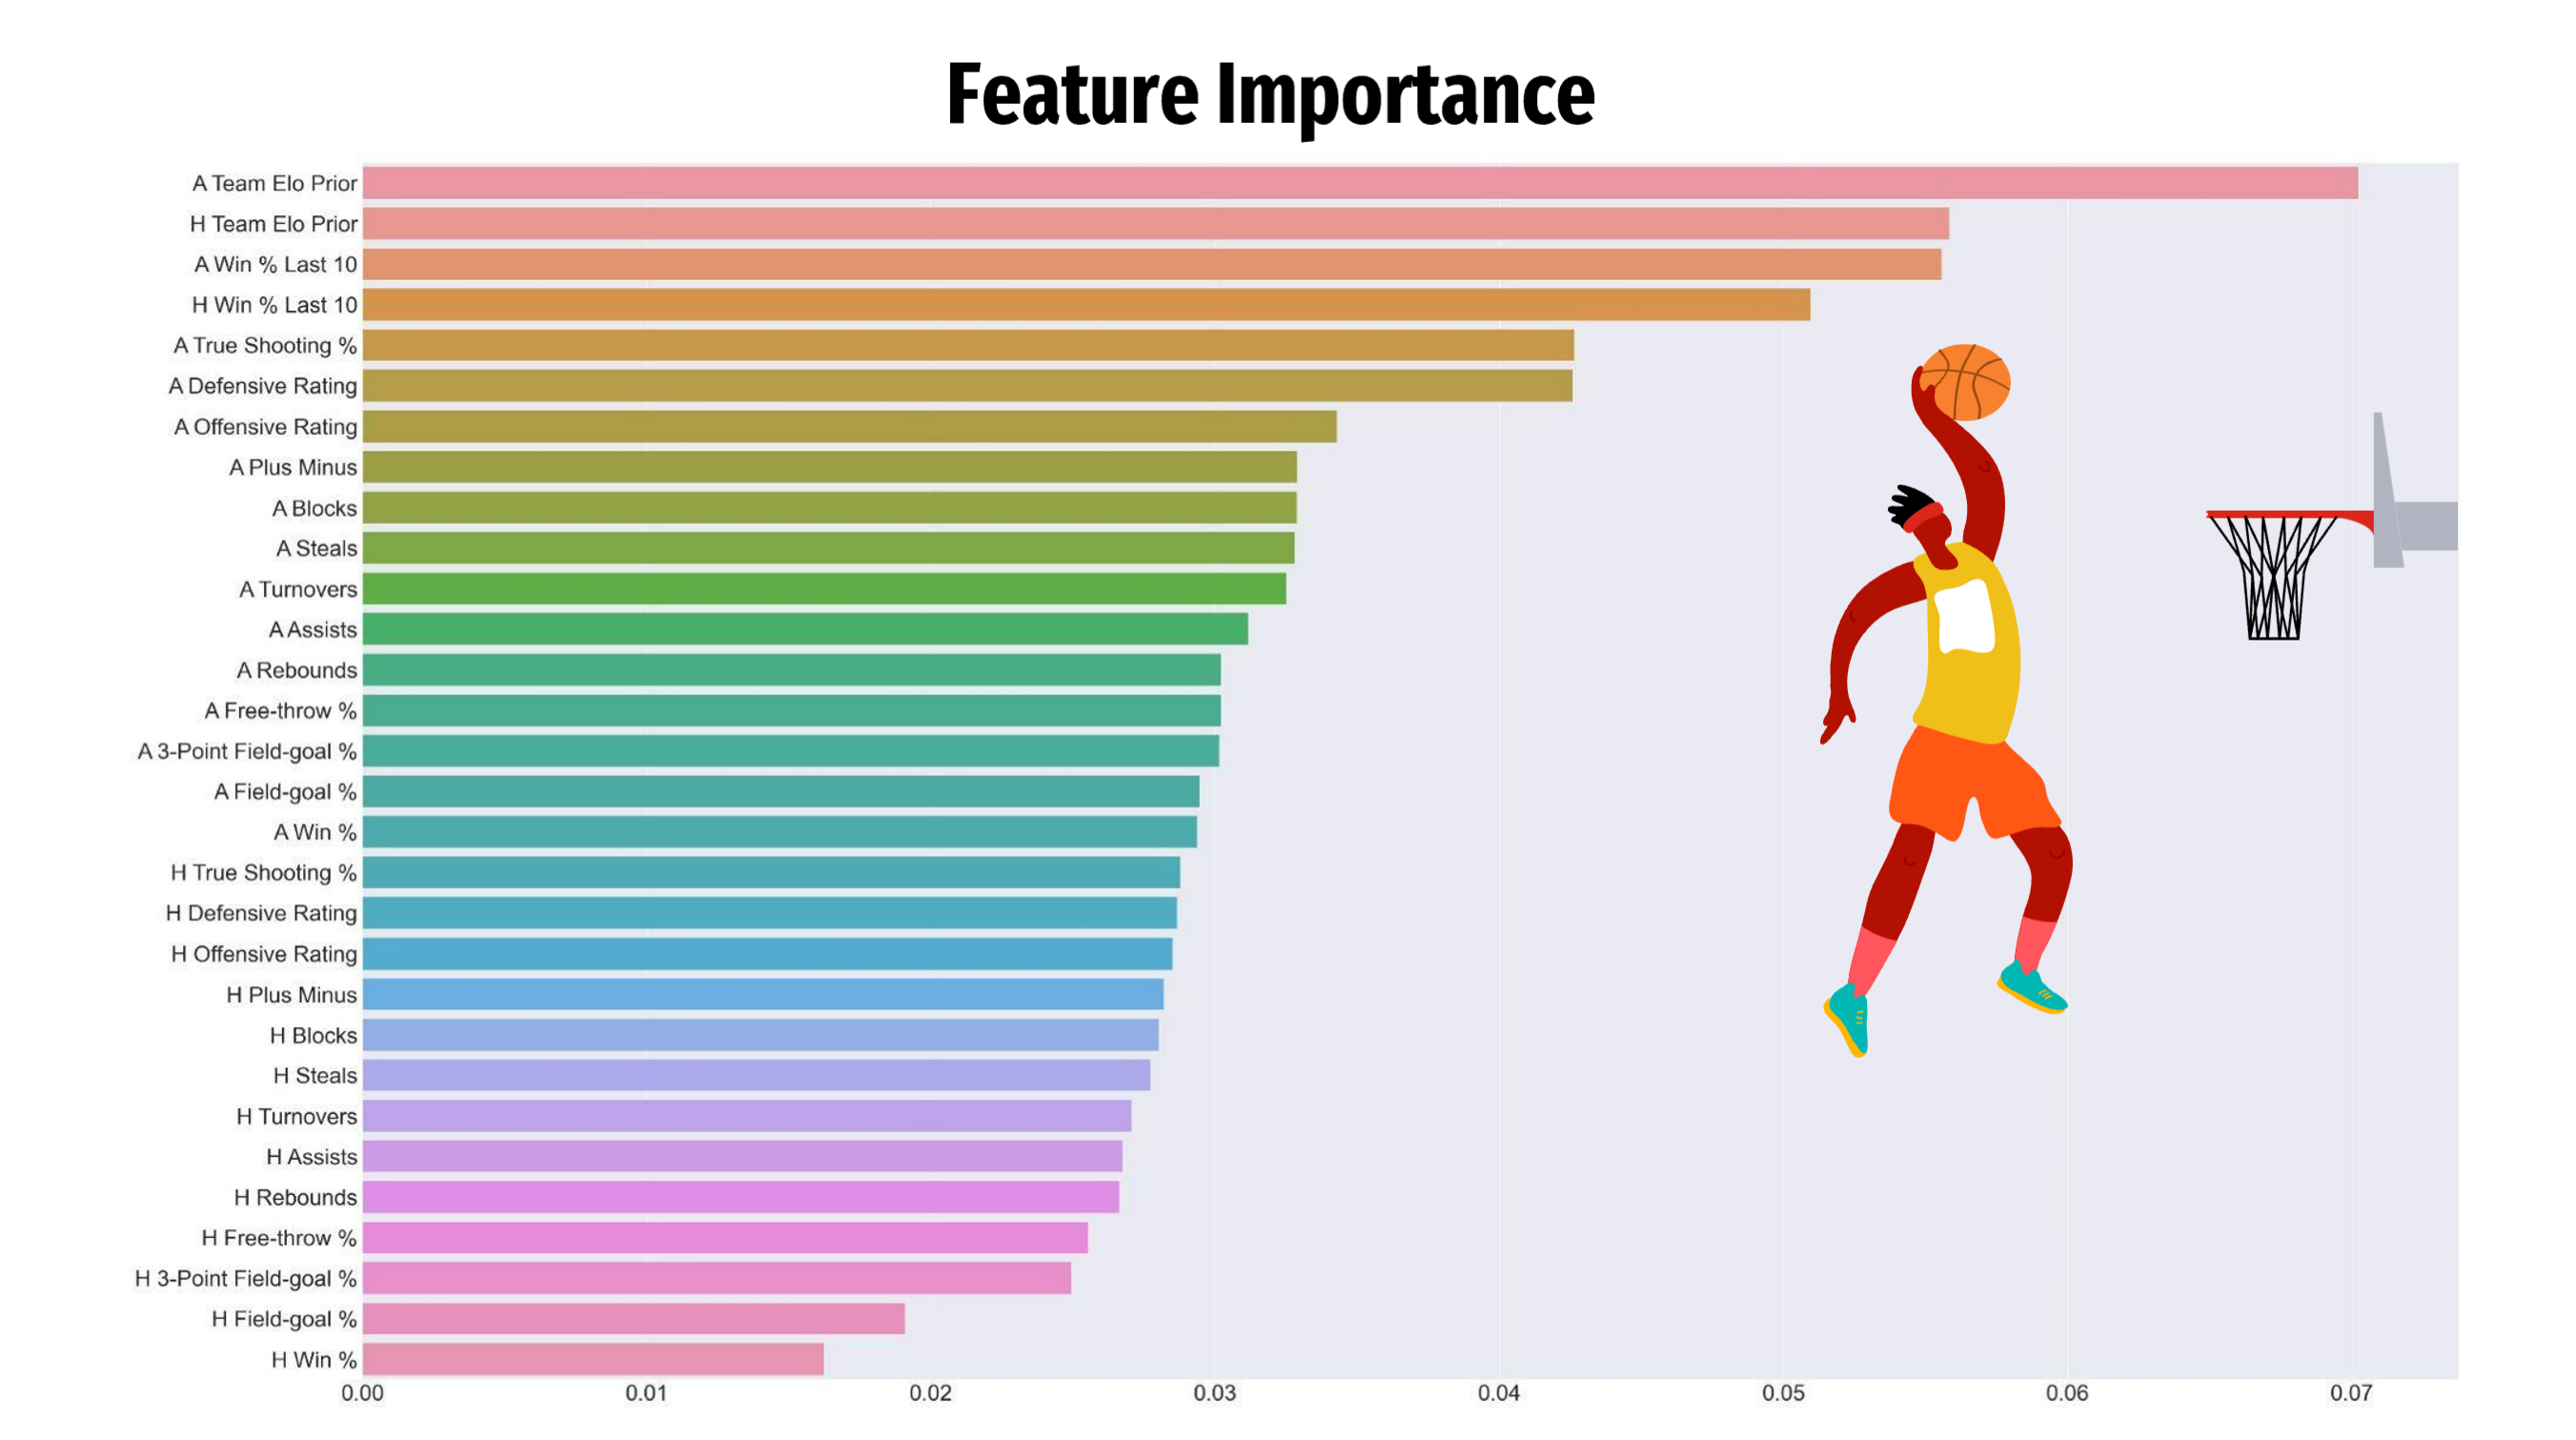 Feature Importance
A Team Elo Prior
H Team Elo Prior
A Win % Last 10
H Win % Last 10
A True Shooting %
A Defensive Rating
A Offensive Rating
A Plus Minus
A Blocks
A Steals
A Turnovers
A Assists
A Rebounds
A Free-throw %
A 3-Point Field-goal %
A Field-goal %
A Win %
H True Shooting %
H Defensive Rating
H Offensive Rating
H Plus Minus
H Blocks
H Steals
H Turnovers
H Assists
H Rebounds
H Free-throw %
H 3-Point Field-goal %
H Field-goal %
H Win %
0.00 0.01 0.02 0.03 0.04 0.05 0.06 0.07